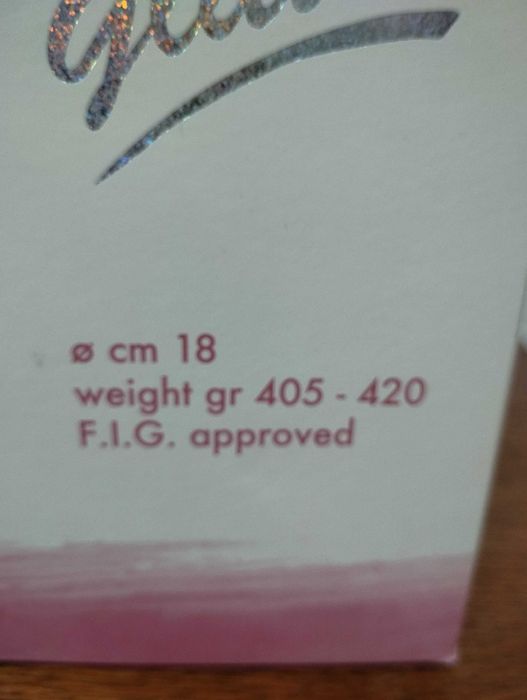 ø cm 18
weight gr 405 - 420
F.I.G. approved